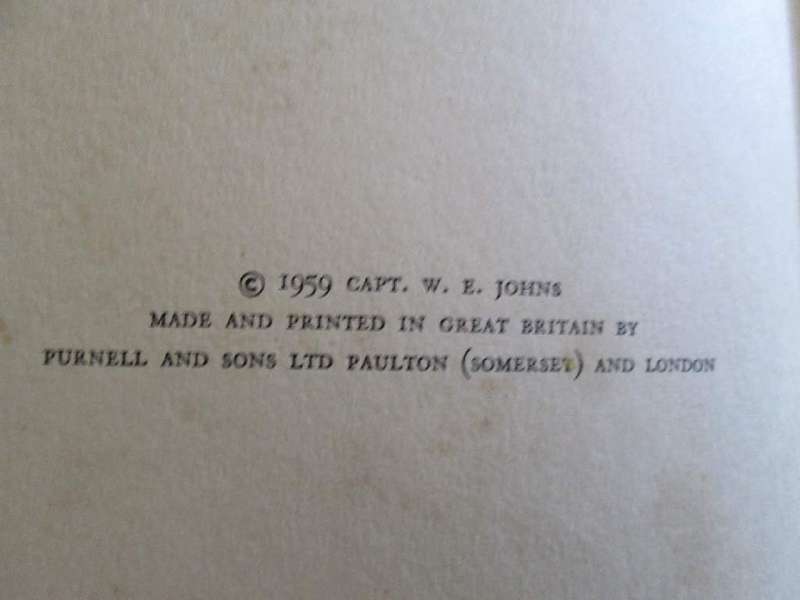 © 1959 CAPT. W. E. JOHNS
MADE AND PRINTED IN GREAT BRITAIN BY
PURNELL AND SONS LTD PAULTON (SOMERSET) AND LONDON